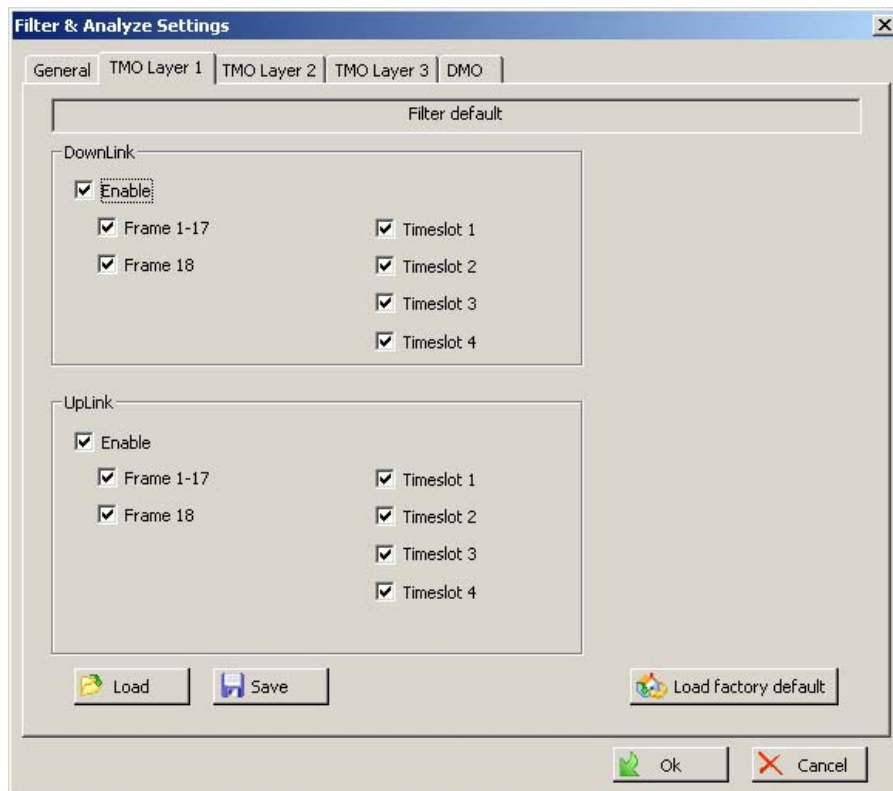 Filter & Analyze Settings
General TMO Layer 1 TMO Layer 2 TMO Layer 3 DMO
Filter default
DownLink
Enable
Frame 1-17 Timeslot 1
Frame 18 Timeslot 2
Timeslot 3
Timeslot 4
UpLink
Enable
Frame 1-17 Timeslot 1
Frame 18 Timeslot 2
Timeslot 3
Timeslot 4
Load Save Load factory default
Ok Cancel